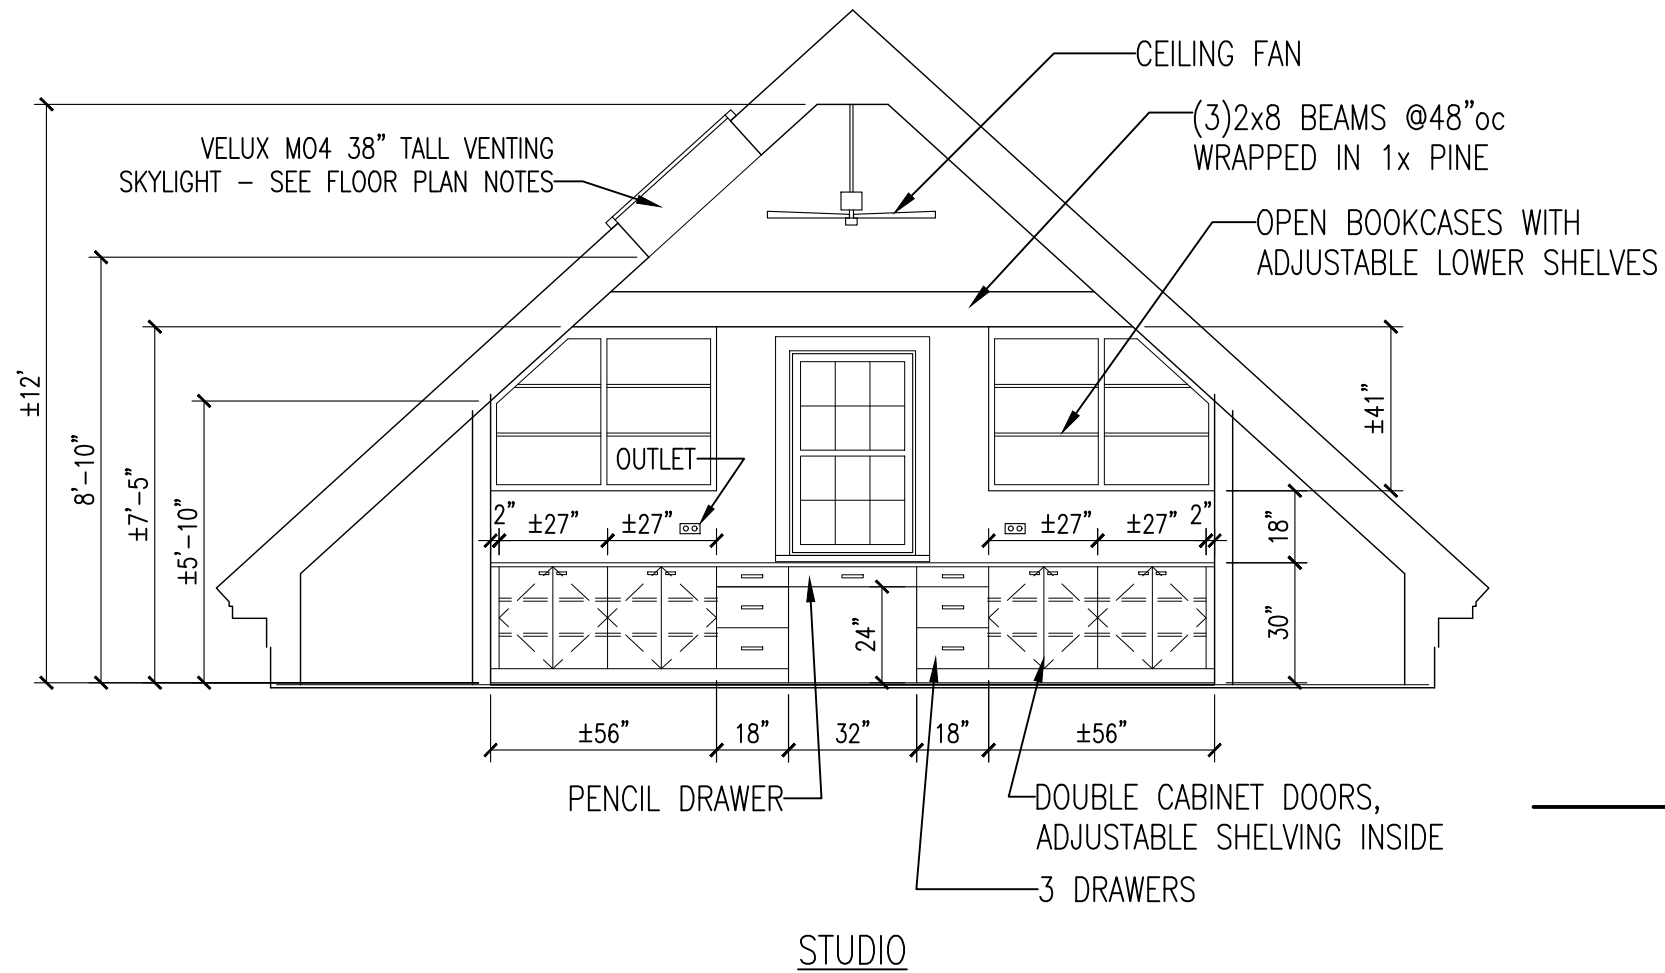 CEILING FAN
(3)2x8 BEAMS @48"oc
WRAPPED IN 1x PINE
VELUX M04 38" TALL VENTING
SKYLIGHT - SEE FLOOR PLAN NOTES
OPEN BOOKCASES WITH
ADJUSTABLE LOWER SHELVES
±12'
8'-10"
±7'-5"
±5'-10"
±41"
OUTLET
2"
±27"
±27"
±27"
±27"
2"
18"
24"
30"
±56"
18"
32"
18"
±56"
PENCIL DRAWER
DOUBLE CABINET DOORS,
ADJUSTABLE SHELVING INSIDE
3 DRAWERS
STUDIO